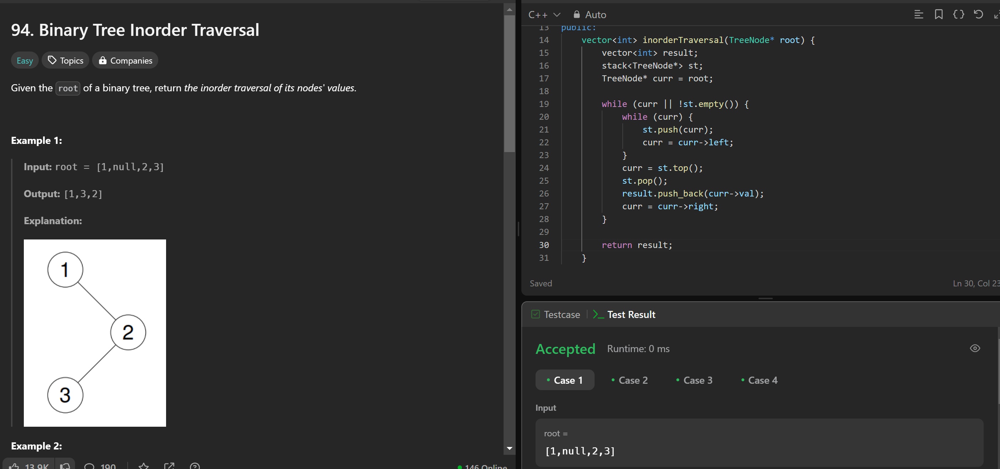 94. Binary Tree Inorder Traversal
Easy Topics Companies
Given the root of a binary tree, return the inorder traversal of its nodes' values.
Example 1:
Input: root = [1,null,2,3]
Output: [1,3,2]
Explanation:
1
2
3
Example 2:
13.9K 190 146 Online
C++ Auto
13 public:
14 vector<int> inorderTraversal(TreeNode* root) {
15 vector<int> result;
16 stack<TreeNode*> st;
17 TreeNode* curr = root;
18
19 while (curr || !st.empty()) {
20 while (curr) {
21 st.push(curr);
22 curr = curr->left;
23 }
24 curr = st.top();
25 st.pop();
26 result.push_back(curr->val);
27 curr = curr->right;
28 }
29
30 return result;
31 }
Saved Ln 30, Col 23
Testcase Test Result
Accepted Runtime: 0 ms
Case 1 Case 2 Case 3 Case 4
Input
root =
[1,null,2,3]